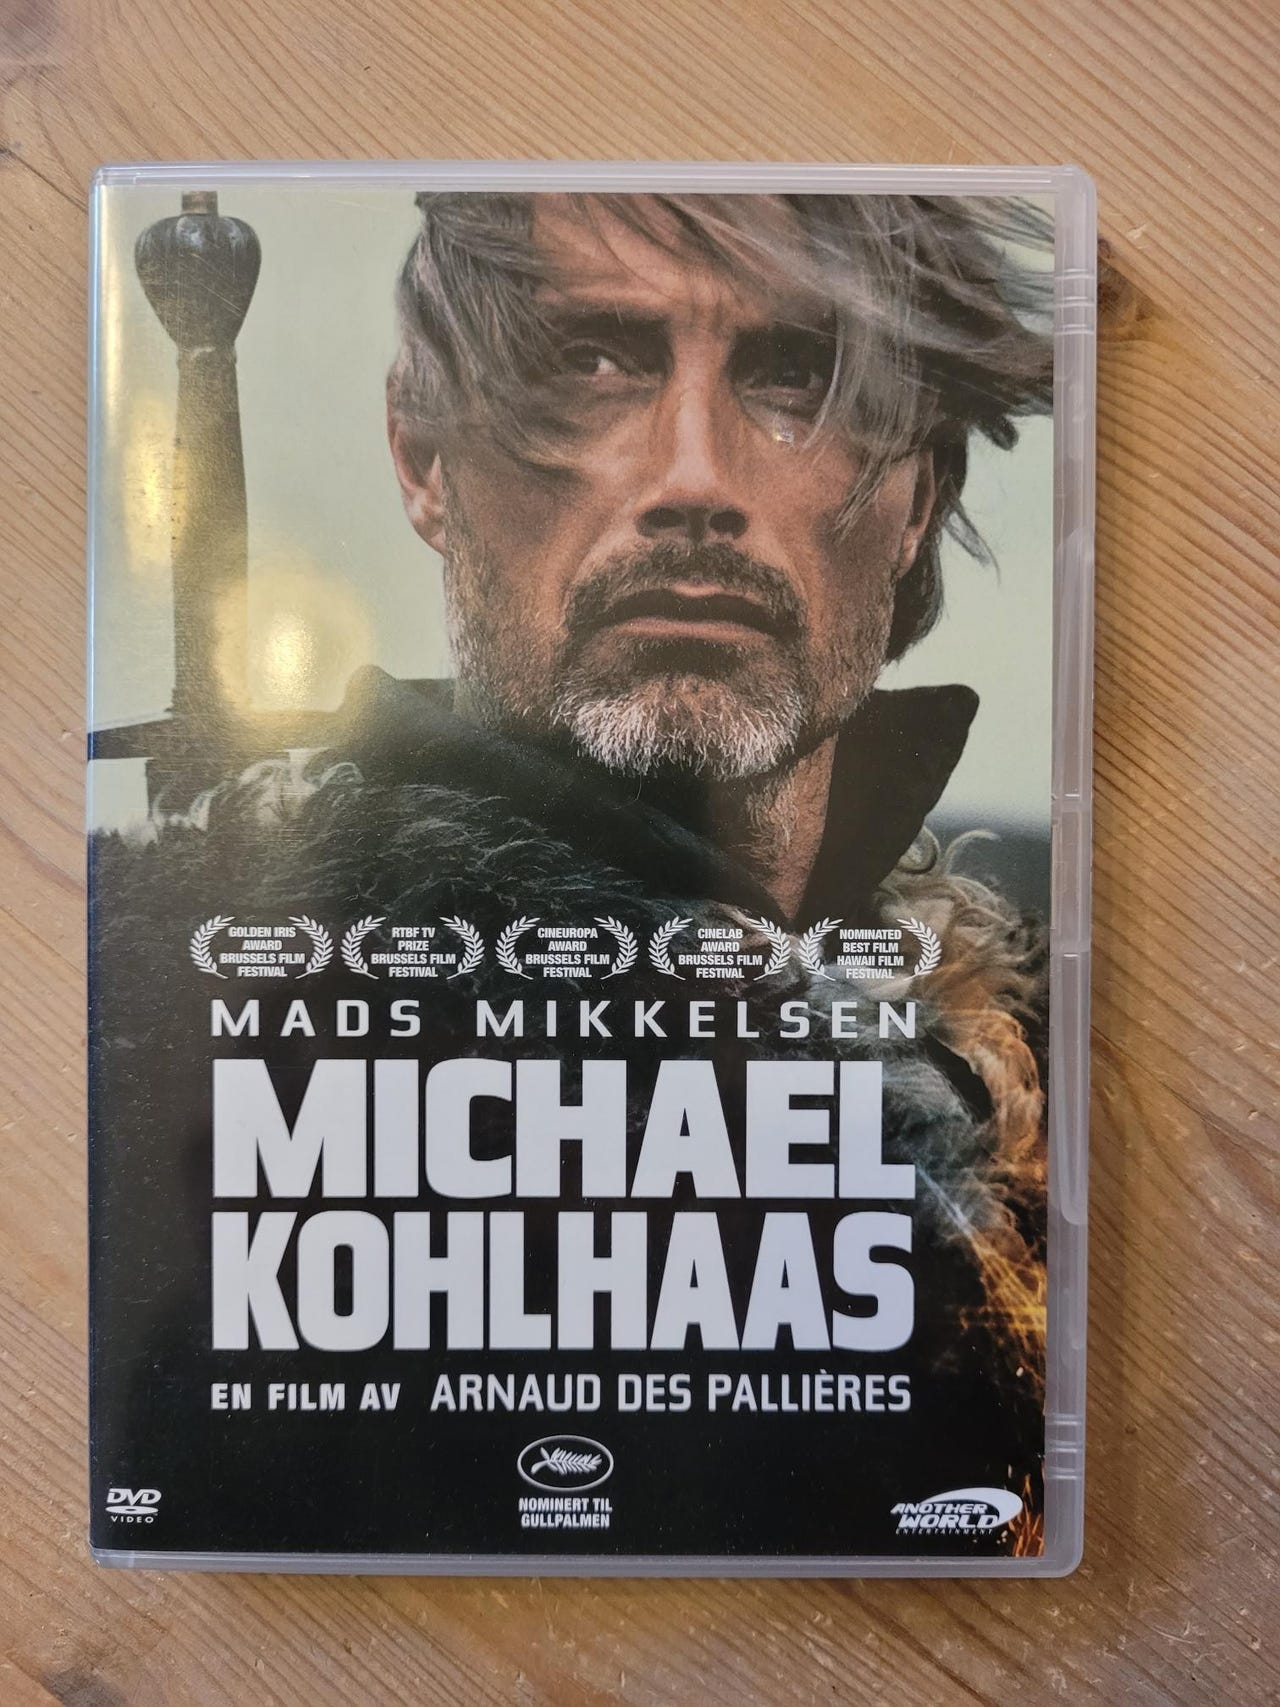 GOLDEN IRIS
AWARD
BRUSSELS FILM
FESTIVAL
RTBF TV
PRIZE
BRUSSELS FILM
FESTIVAL
CINEUROPA
AWARD
BRUSSELS FILM
FESTIVAL
CINELAB
AWARD
BRUSSELS FILM
FESTIVAL
NOMINATED
BEST FILM
HAWAII FILM
FESTIVAL
MADS MIKKELSEN
MICHAEL
KOHLHAAS
EN FILM AV ARNAUD DES PALLIÈRES
NOMINERT TIL
GULLPALMEN
DVD
VIDEO
ANOTHER
WORLD
ENTERTAINMENT